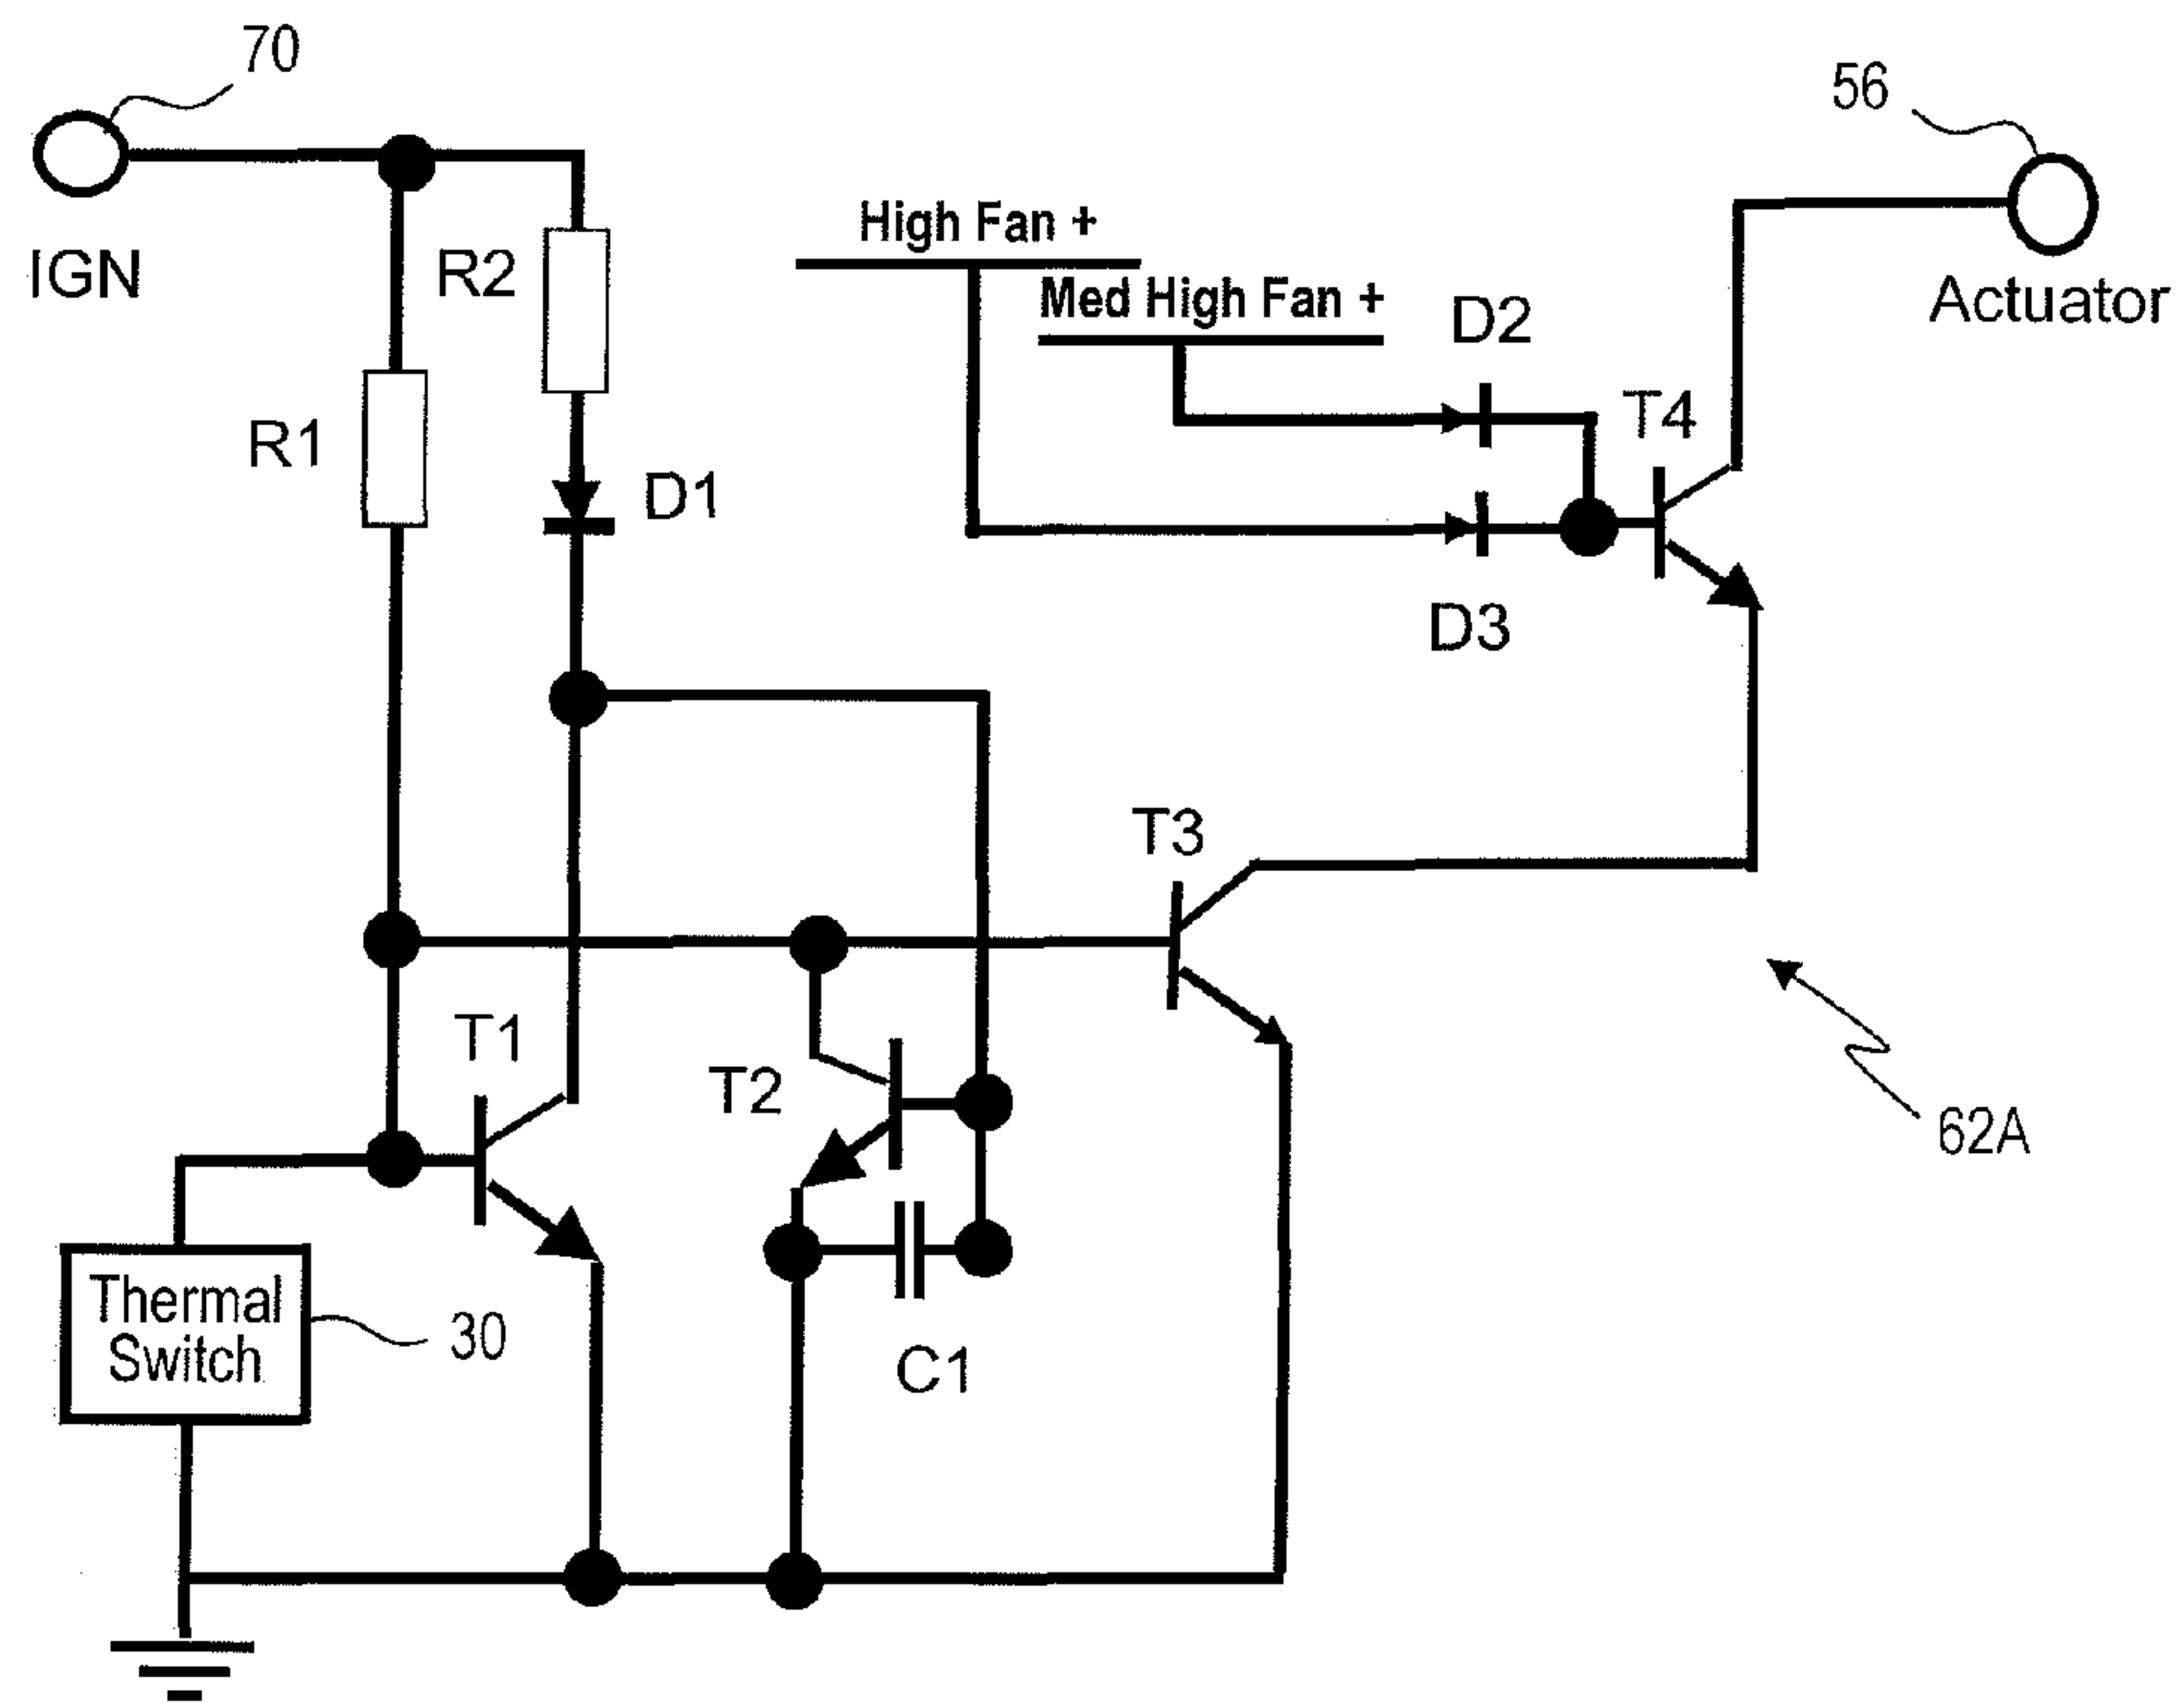 70
56
IGN
R2
High Fan +
Med High Fan +
D2
Actuator
R1
D1
T4
D3
T3
T1
T2
62A
Thermal
Switch
30
C1